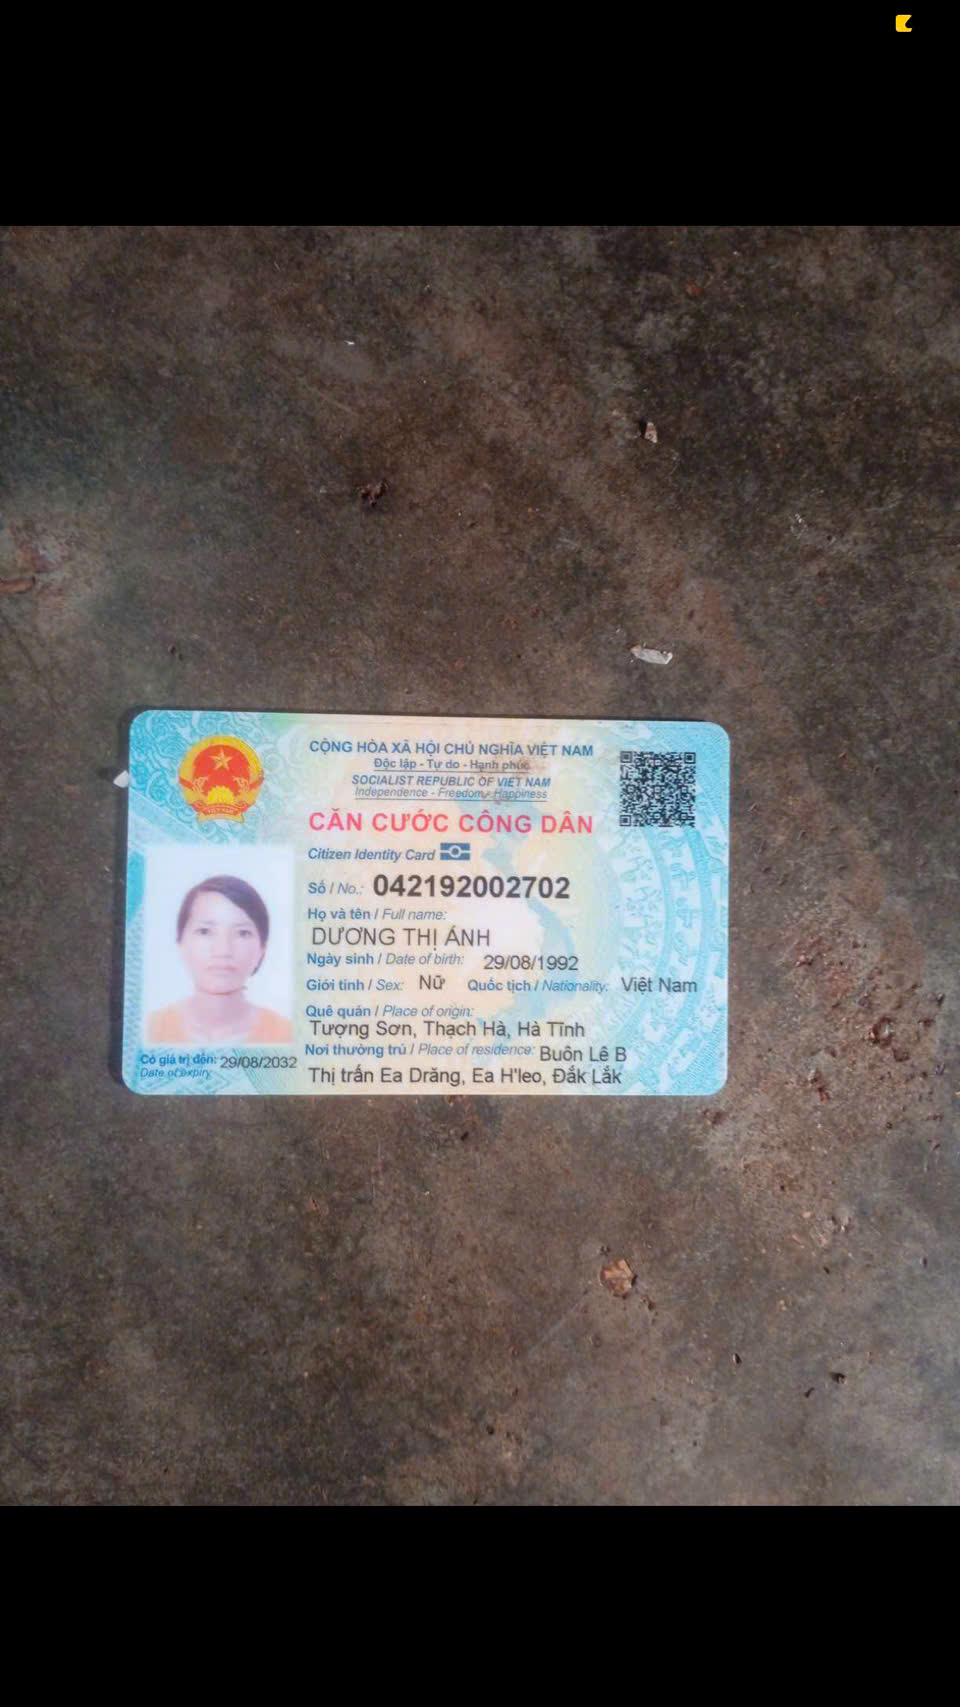 CỘNG HÒA XÃ HỘI CHỦ NGHĨA VIỆT NAM
Độc lập - Tự do - Hạnh phúc
SOCIALIST REPUBLIC OF VIET NAM
Independence - Freedom - Happiness
CĂN CƯỚC CÔNG DÂN
Citizen Identity Card
Số / No.: 042192002702
Họ và tên / Full name:
DƯƠNG THỊ ÁNH
Ngày sinh / Date of birth: 29/08/1992
Giới tính / Sex: Nữ Quốc tịch / Nationality: Việt Nam
Quê quán / Place of origin:
Tượng Sơn, Thạch Hà, Hà Tĩnh
Nơi thường trú / Place of residence: Buôn Lê B
Thị trấn Ea Drăng, Ea H'leo, Đắk Lắk
Có giá trị đến: 29/08/2032
Date of expiry